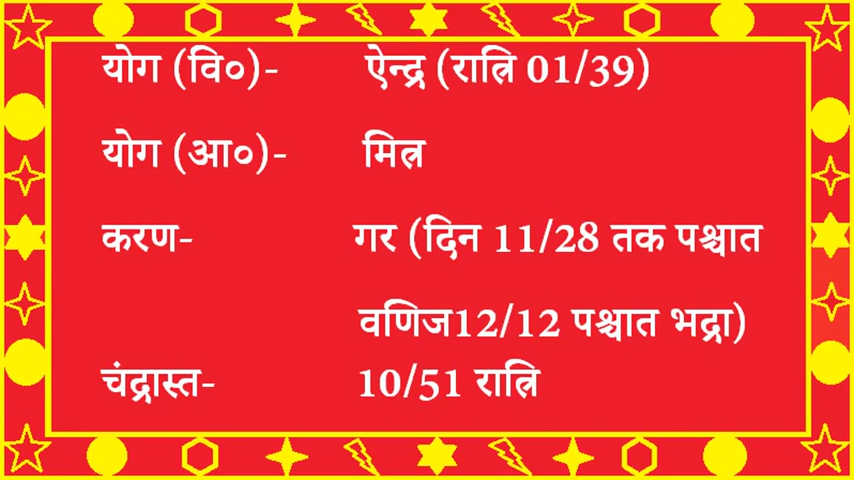 योग (वि०)- ऐन्द्र (रात्रि 01/39)
योग (आ०)- मित्र
करण- गर (दिन 11/28 तक पश्चात
वणिज12/12 पश्चात भद्रा)
चंद्रास्त- 10/51 रात्रि